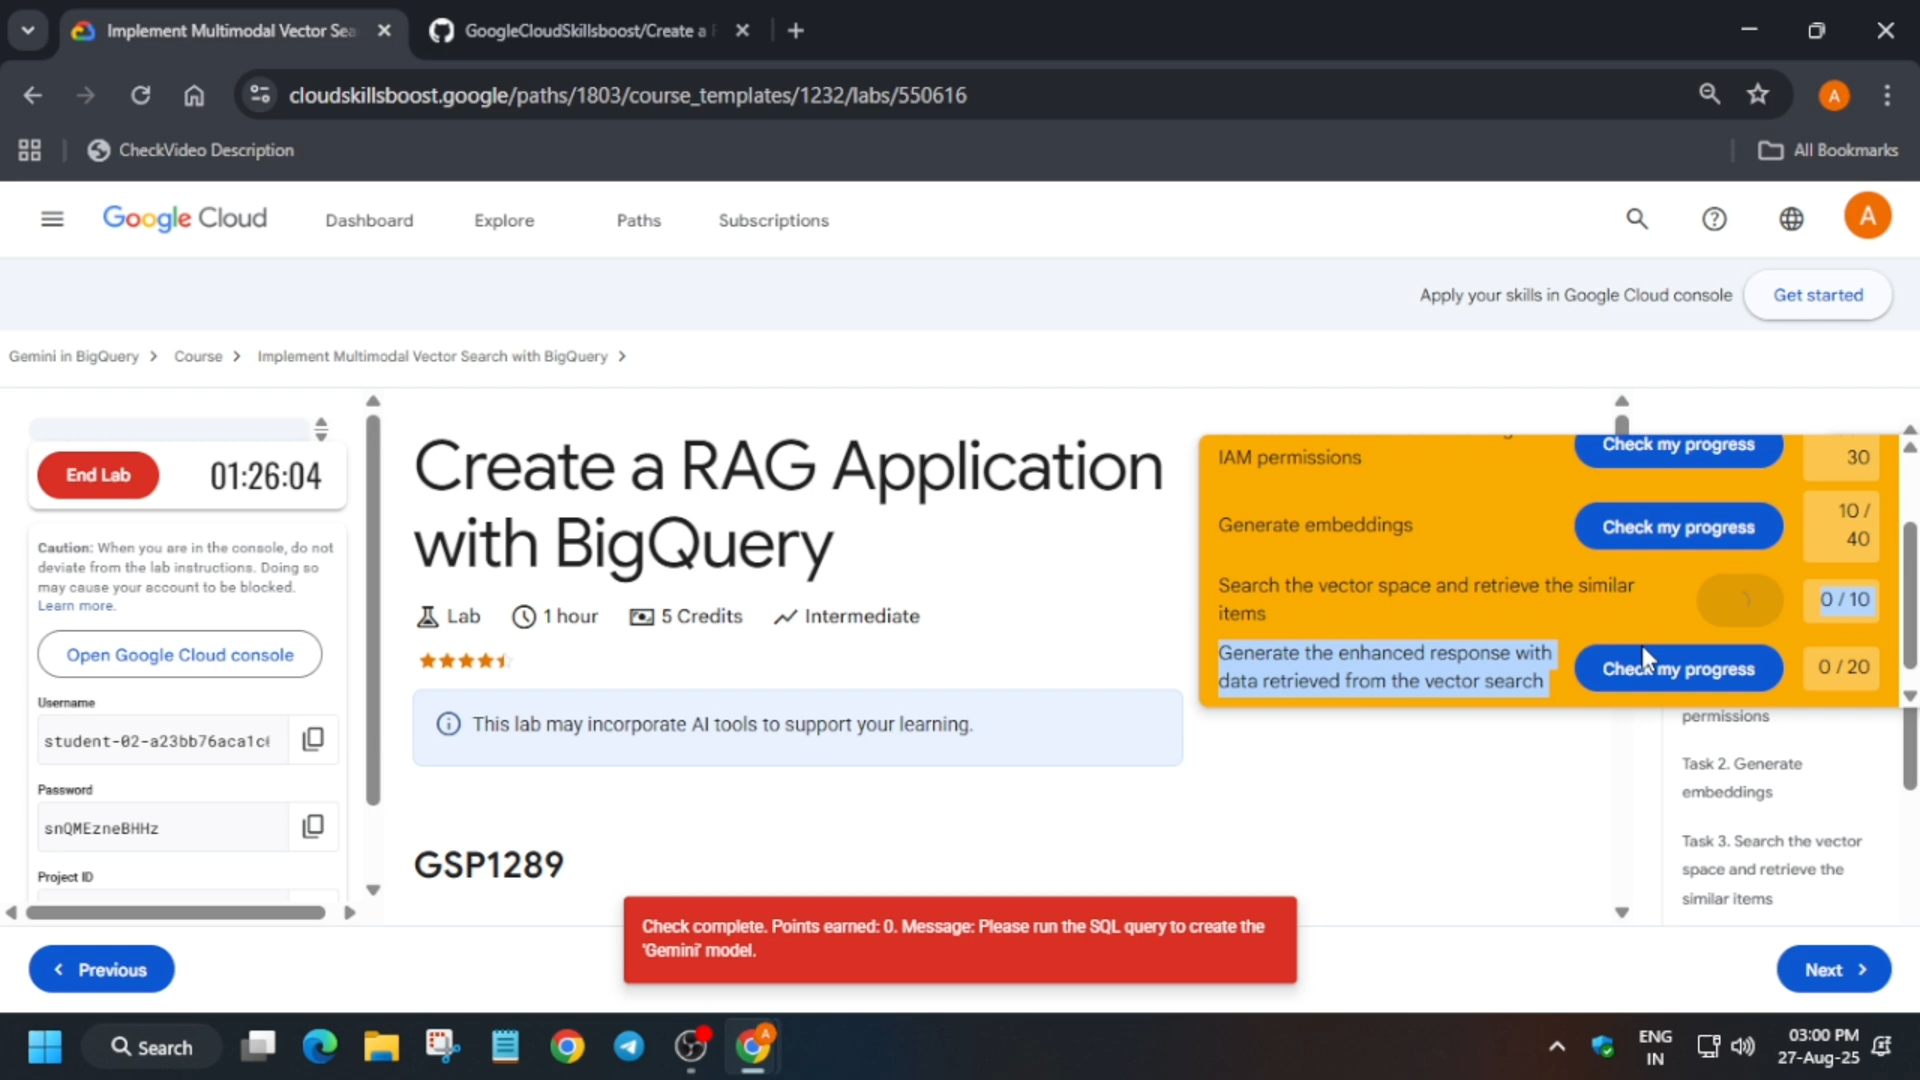 Implement Multimodal Vector Sea
GoogleCloudSkillsboost/Create a
cloudskillsboost.google/paths/1803/course_templates/1232/labs/550616
A
CheckVideo Description
All Bookmarks
Google Cloud
Dashboard
Explore
Paths
Subscriptions
A
Apply your skills in Google Cloud console
Get started
Gemini in BigQuery
Course
Implement Multimodal Vector Search with BigQuery
End Lab
01:26:04
Caution: When you are in the console, do not
deviate from the lab instructions. Doing so
may cause your account to be blocked.
Learn more.
Open Google Cloud console
Username
student-02-a23bb76aca1c
Password
snQMEzneBHHz
Project ID
Create a RAG Application
with BigQuery
Lab
1 hour
5 Credits
Intermediate
This lab may incorporate AI tools to support your learning.
GSP1289
IAM permissions
Check my progress
30
Generate embeddings
Check my progress
10 /
40
Search the vector space and retrieve the similar
items
0 / 10
Generate the enhanced response with
data retrieved from the vector search
Check my progress
0 / 20
permissions
Task 2. Generate
embeddings
Task 3. Search the vector
space and retrieve the
similar items
Check complete. Points earned: 0. Message: Please run the SQL query to create the
'Gemini' model.
Previous
Next
Search
A
ENG
IN
03:00 PM
27-Aug-25